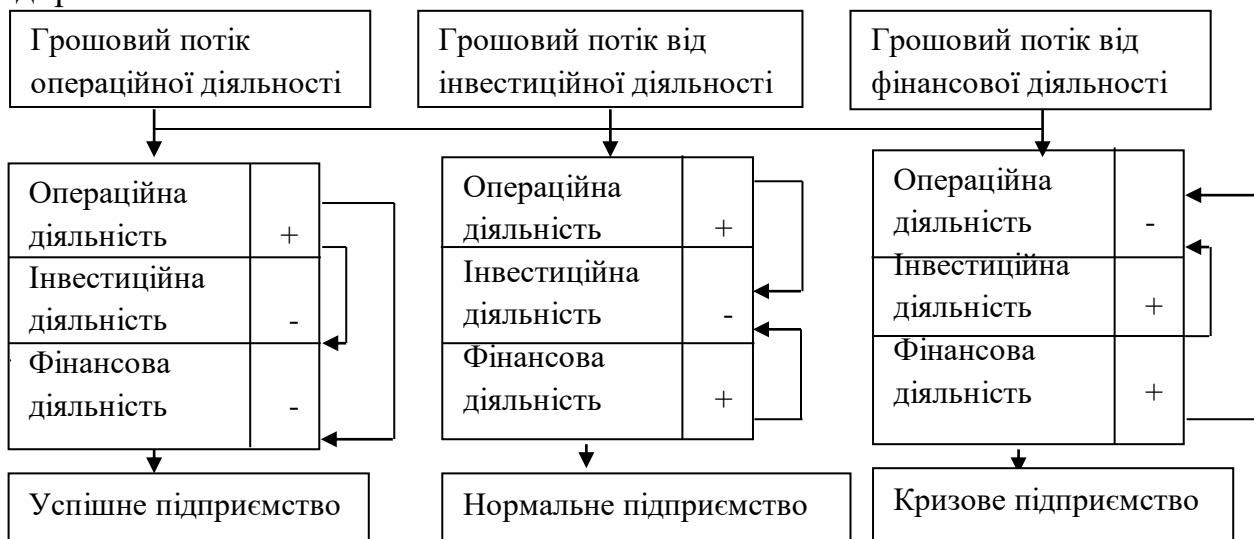 Грошовий потік
операційної діяльності
Грошовий потік від
інвестиційної діяльності
Грошовий потік від
фінансової діяльності
Операційна
діяльність +
Інвестиційна
діяльність -
Фінансова
діяльність -
Операційна
діяльність +
Інвестиційна
діяльність -
Фінансова
діяльність +
Операційна
діяльність -
Інвестиційна
діяльність +
Фінансова
діяльність +
Успішне підприємство
Нормальне підприємство
Кризове підприємство